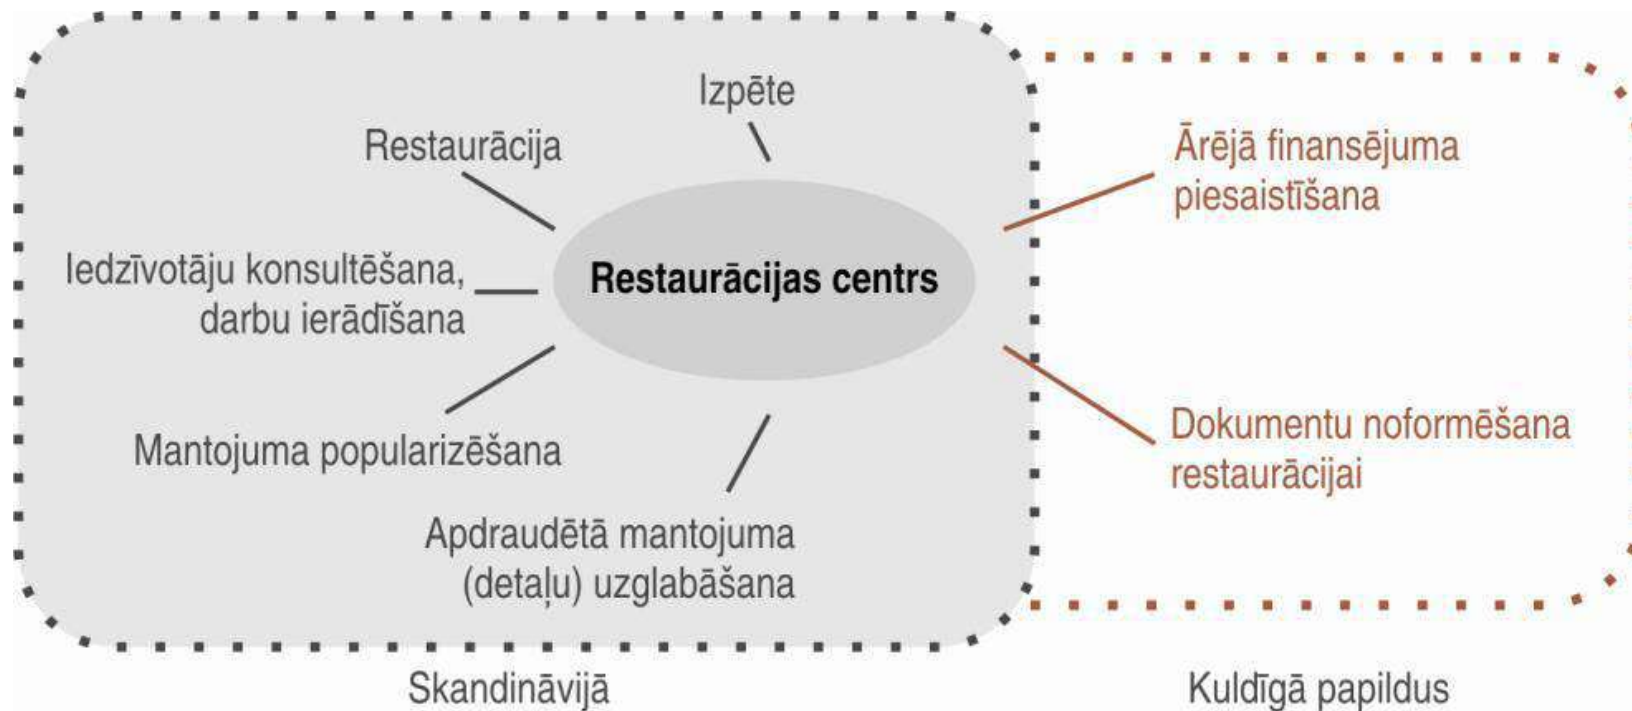 Izpēte
Restaurācija
Iedzīvotāju konsultēšana,
darbu ierādīšana
Restaurācijas centrs
Mantojuma popularizēšana
Apdraudētā mantojuma
(detaļu) uzglabāšana
Ārējā finansējuma
piesaistīšana
Dokumentu noformēšana
restaurācijai
Skandināvijā
Kuldīgā papildus